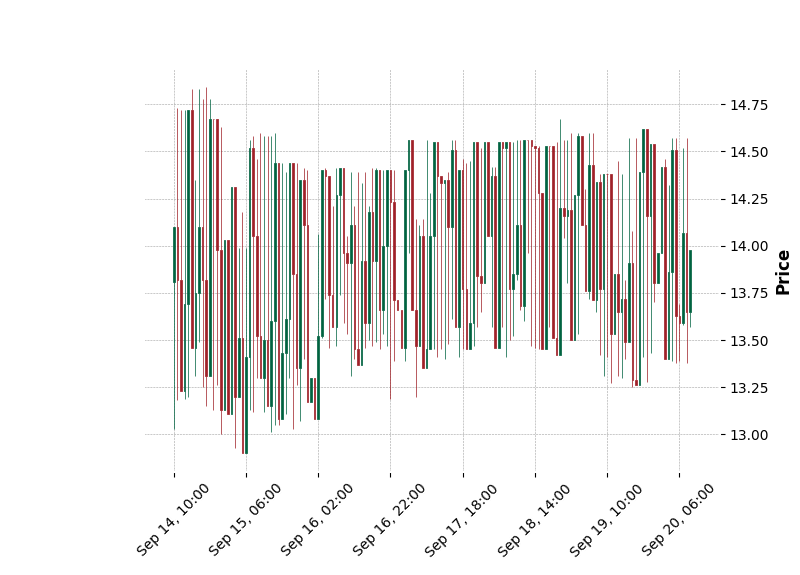 14.75
14.50
14.25
14.00
13.75
13.50
13.25
13.00
Price
Sep 14, 10:00
Sep 15, 06:00
Sep 16, 02:00
Sep 16, 22:00
Sep 17, 18:00
Sep 18, 14:00
Sep 19, 10:00
Sep 20, 06:00